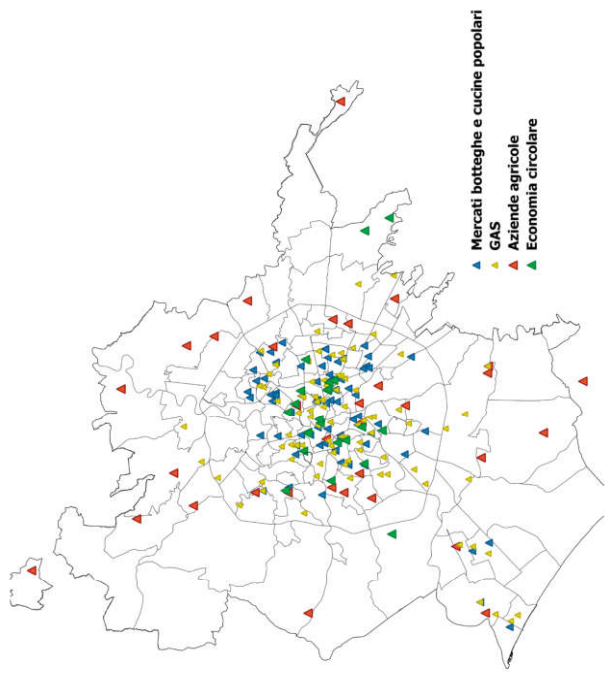 Mercati botteghe e cucine popolari
GAS
Aziende agricole
Economia circolare